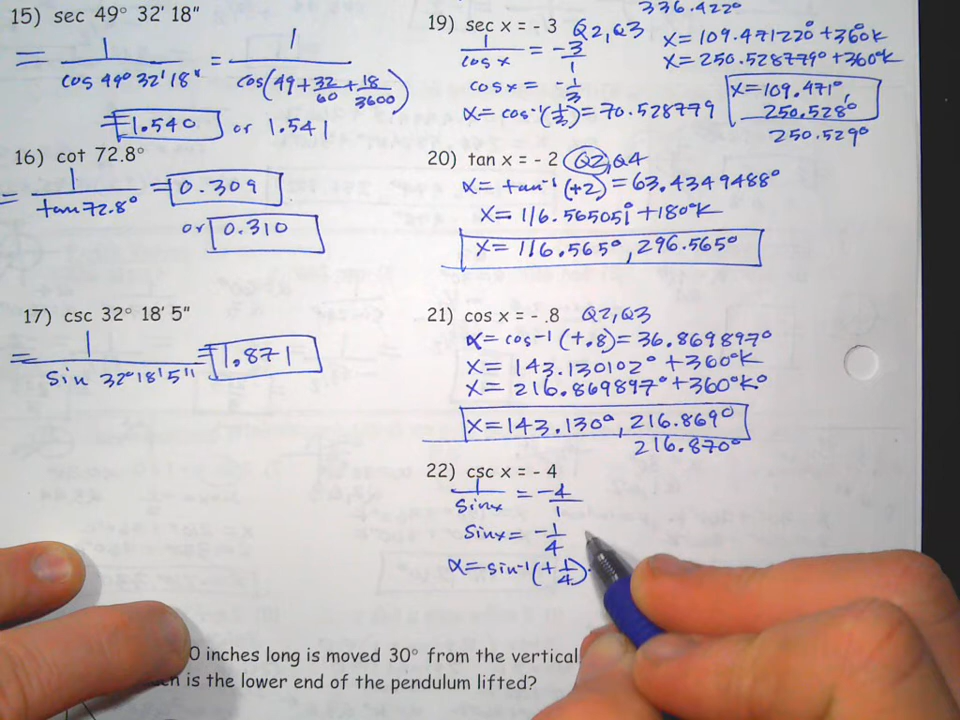 15) sec 49° 32' 18"
= 1/cos 49° 32' 18" = 1/cos(49 + 32/60 + 18/3600)
= 1.540 or 1.541
16) cot 72.8°
= 1/tan 72.8° = 0.309
or 0.310
17) csc 32° 18' 5"
= 1/sin 32° 18' 5" = 1.871
336.422°
19) sec x = - 3 Q2, Q3
1/cos x = -3/1
cos x = -1/3
α = cos⁻¹(1/3) = 70.528779
x = 109.471220° + 360°k
x = 250.528779° + 360°k
x = 109.471°,
250.528°
250.529°
20) tan x = - 2 Q2, Q4
α = tan⁻¹(+2) = 63.4349488°
x = 116.565051° + 180°k
x = 116.565°, 296.565°
21) cos x = - .8 Q2, Q3
α = cos⁻¹(+.8) = 36.869897°
x = 143.130102° + 360°k
x = 216.869897° + 360°k
x = 143.130°, 216.869°
216.870°
22) csc x = - 4
1/sin x = -4/1
sin x = -1/4
α = sin⁻¹(+1/4)
0 inches long is moved 30° from the vertical
is the lower end of the pendulum lifted?